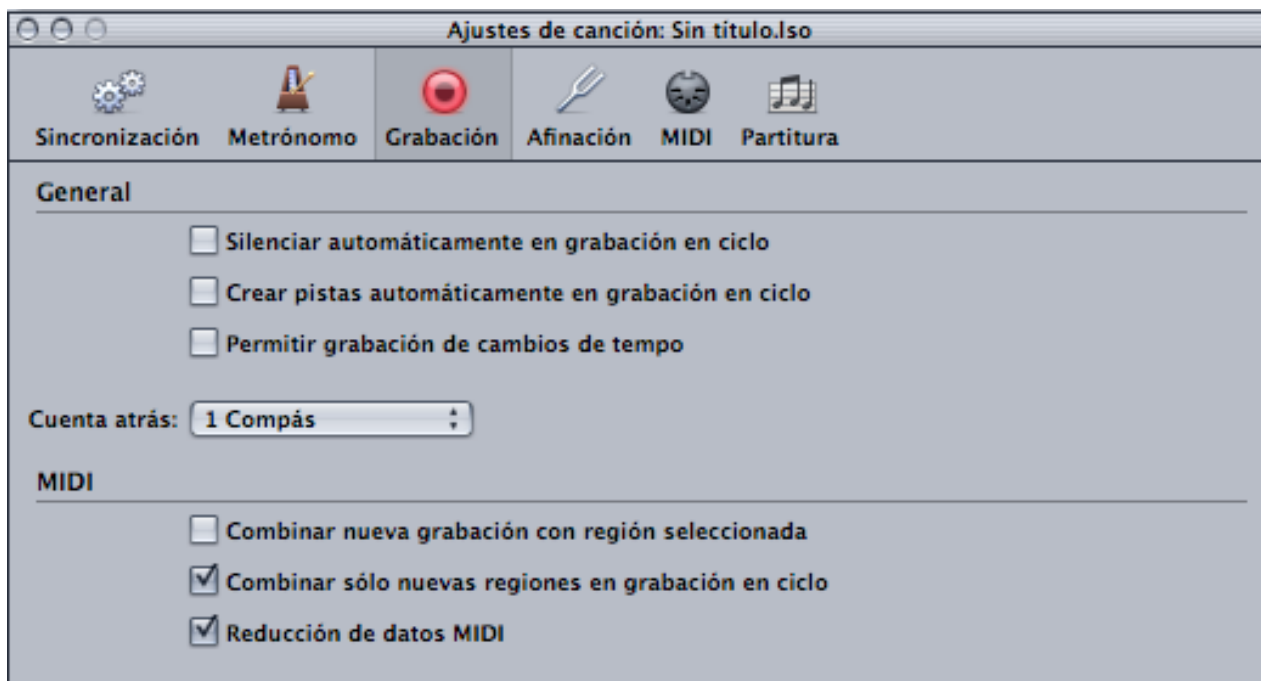 Ajustes de canción: Sin título.lso
Sincronización Metrónomo Grabación Afinación MIDI Partitura
General
Silenciar automáticamente en grabación en ciclo
Crear pistas automáticamente en grabación en ciclo
Permitir grabación de cambios de tempo
Cuenta atrás: 1 Compás
MIDI
Combinar nueva grabación con región seleccionada
Combinar sólo nuevas regiones en grabación en ciclo
Reducción de datos MIDI